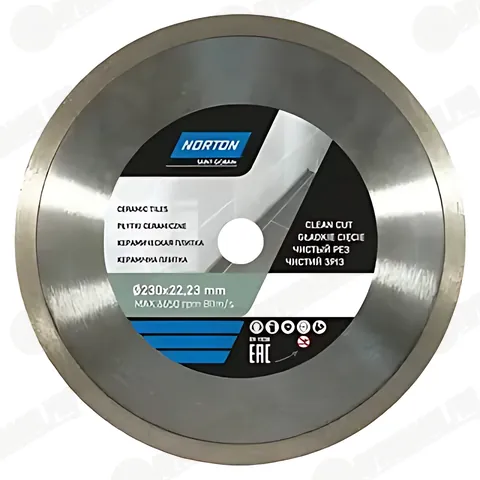 NORTON
CERAMIC TILES
PŁYTKI CERAMICZNE
КЕРАМИЧЕСКАЯ ПЛИТКА
КЕРАМІЧНА ПЛИТКА
CLEAN CUT
GŁADKIE CIĘCIE
ЧИСТЫЙ РЕЗ
ЧИСТИЙ ЗРІЗ
Ø230x22,23 mm
MAX 6650 rpm 80m/s
EAC